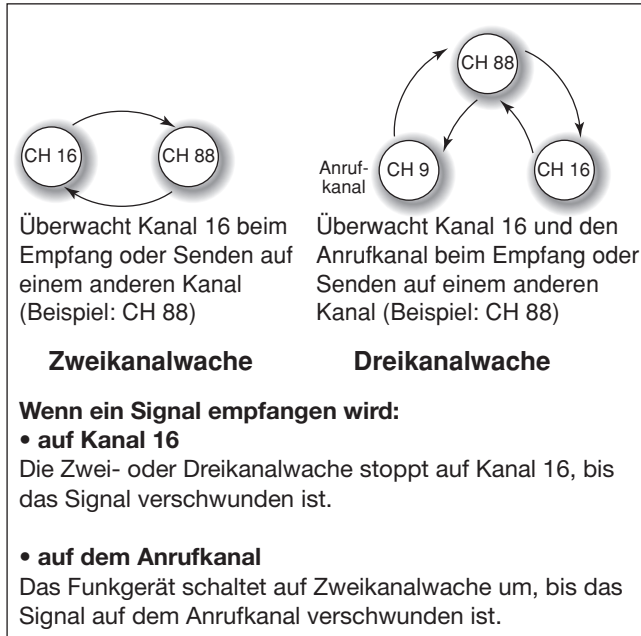 CH 16
CH 88
Überwacht Kanal 16 beim
Empfang oder Senden auf
einem anderen Kanal
(Beispiel: CH 88)
Zweikanalwache
CH 88
Anruf-
kanal
CH 9
CH 16
Überwacht Kanal 16 und den
Anrufkanal beim Empfang oder
Senden auf einem anderen
Kanal (Beispiel: CH 88)
Dreikanalwache
Wenn ein Signal empfangen wird:
• auf Kanal 16
Die Zwei- oder Dreikanalwache stoppt auf Kanal 16, bis
das Signal verschwunden ist.
• auf dem Anrufkanal
Das Funkgerät schaltet auf Zweikanalwache um, bis das
Signal auf dem Anrufkanal verschwunden ist.